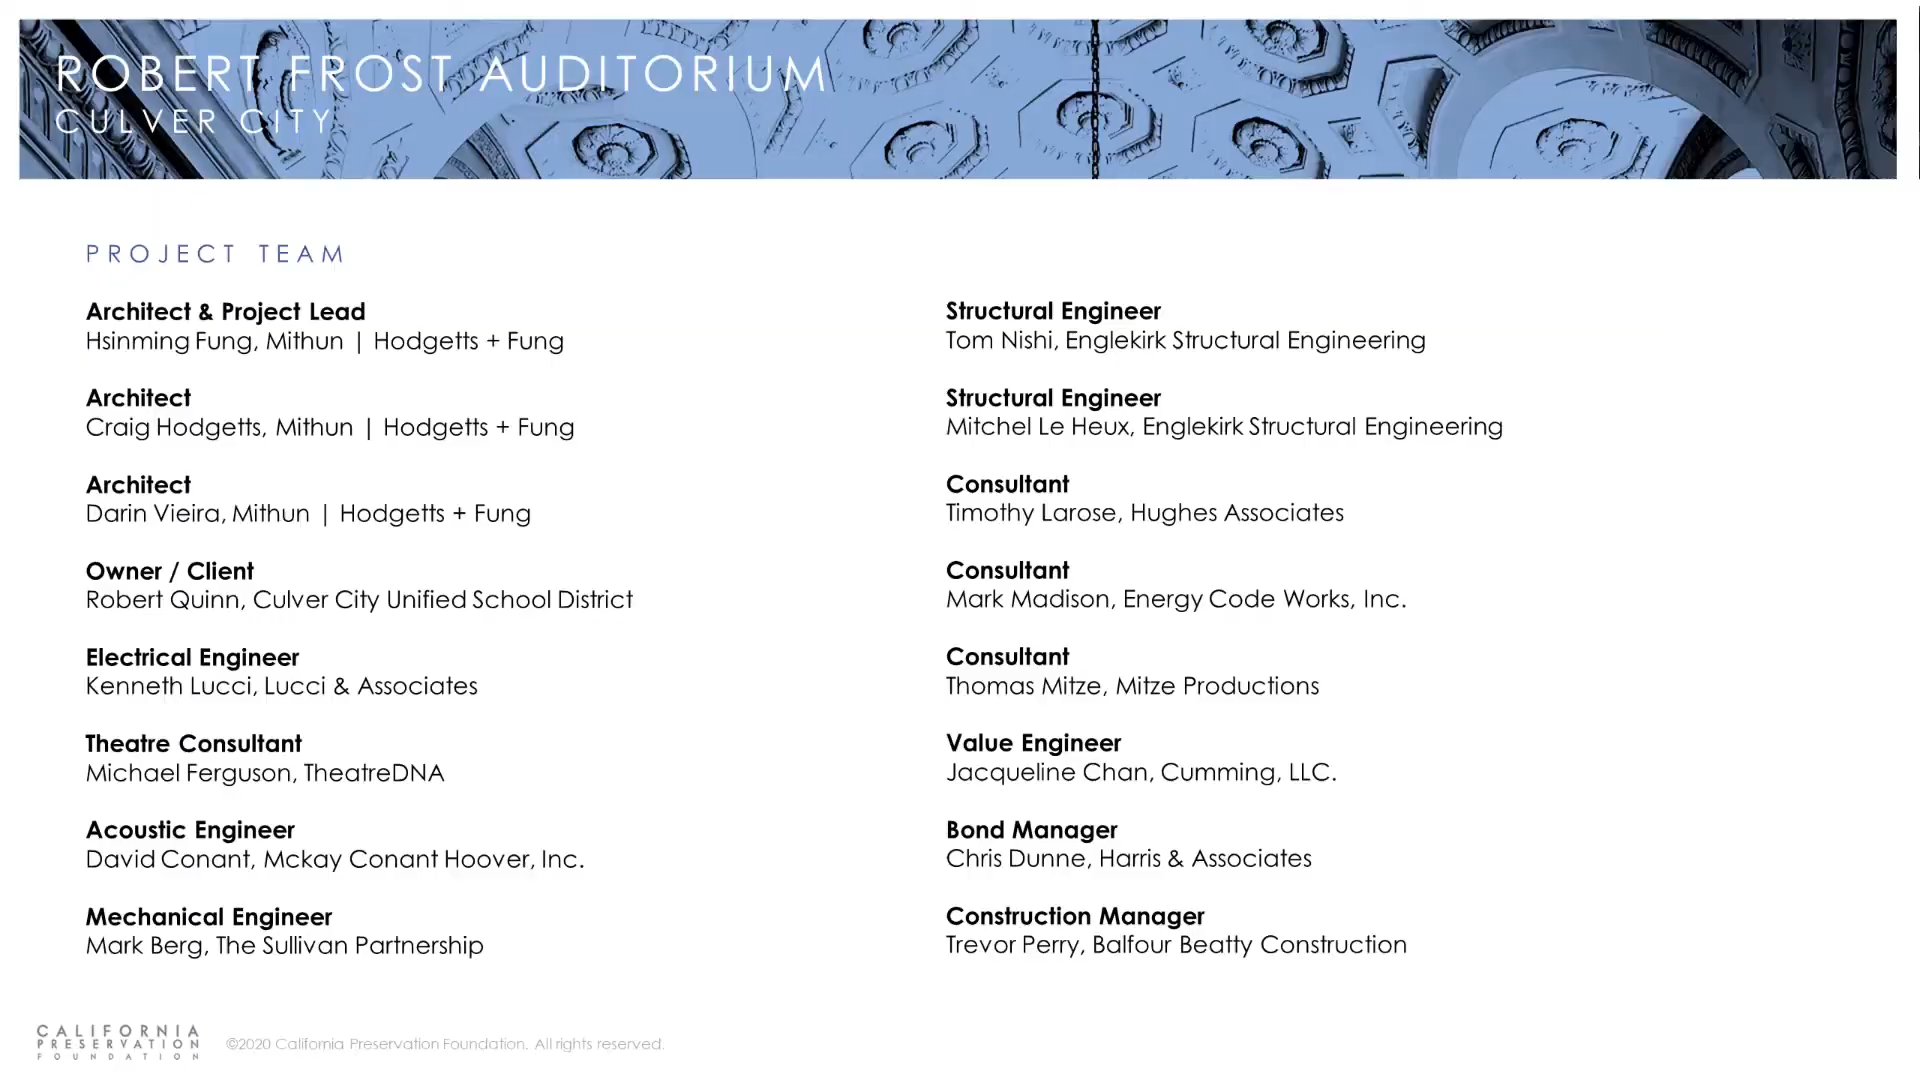 ROBERT FROST AUDITORIUM
CULVER CITY
PROJECT TEAM
Architect & Project Lead
Hsinming Fung, Mithun | Hodgetts + Fung
Architect
Craig Hodgetts, Mithun | Hodgetts + Fung
Architect
Darin Vieira, Mithun | Hodgetts + Fung
Owner / Client
Robert Quinn, Culver City Unified School District
Electrical Engineer
Kenneth Lucci, Lucci & Associates
Theatre Consultant
Michael Ferguson, TheatreDNA
Acoustic Engineer
David Conant, Mckay Conant Hoover, Inc.
Mechanical Engineer
Mark Berg, The Sullivan Partnership
Structural Engineer
Tom Nishi, Englekirk Structural Engineering
Structural Engineer
Mitchel Le Heux, Englekirk Structural Engineering
Consultant
Timothy Larose, Hughes Associates
Consultant
Mark Madison, Energy Code Works, Inc.
Consultant
Thomas Mitze, Mitze Productions
Value Engineer
Jacqueline Chan, Cumming, LLC.
Bond Manager
Chris Dunne, Harris & Associates
Construction Manager
Trevor Perry, Balfour Beatty Construction
CALIFORNIA
PRESERVATION
FOUNDATION
©2020 California Preservation Foundation. All rights reserved.